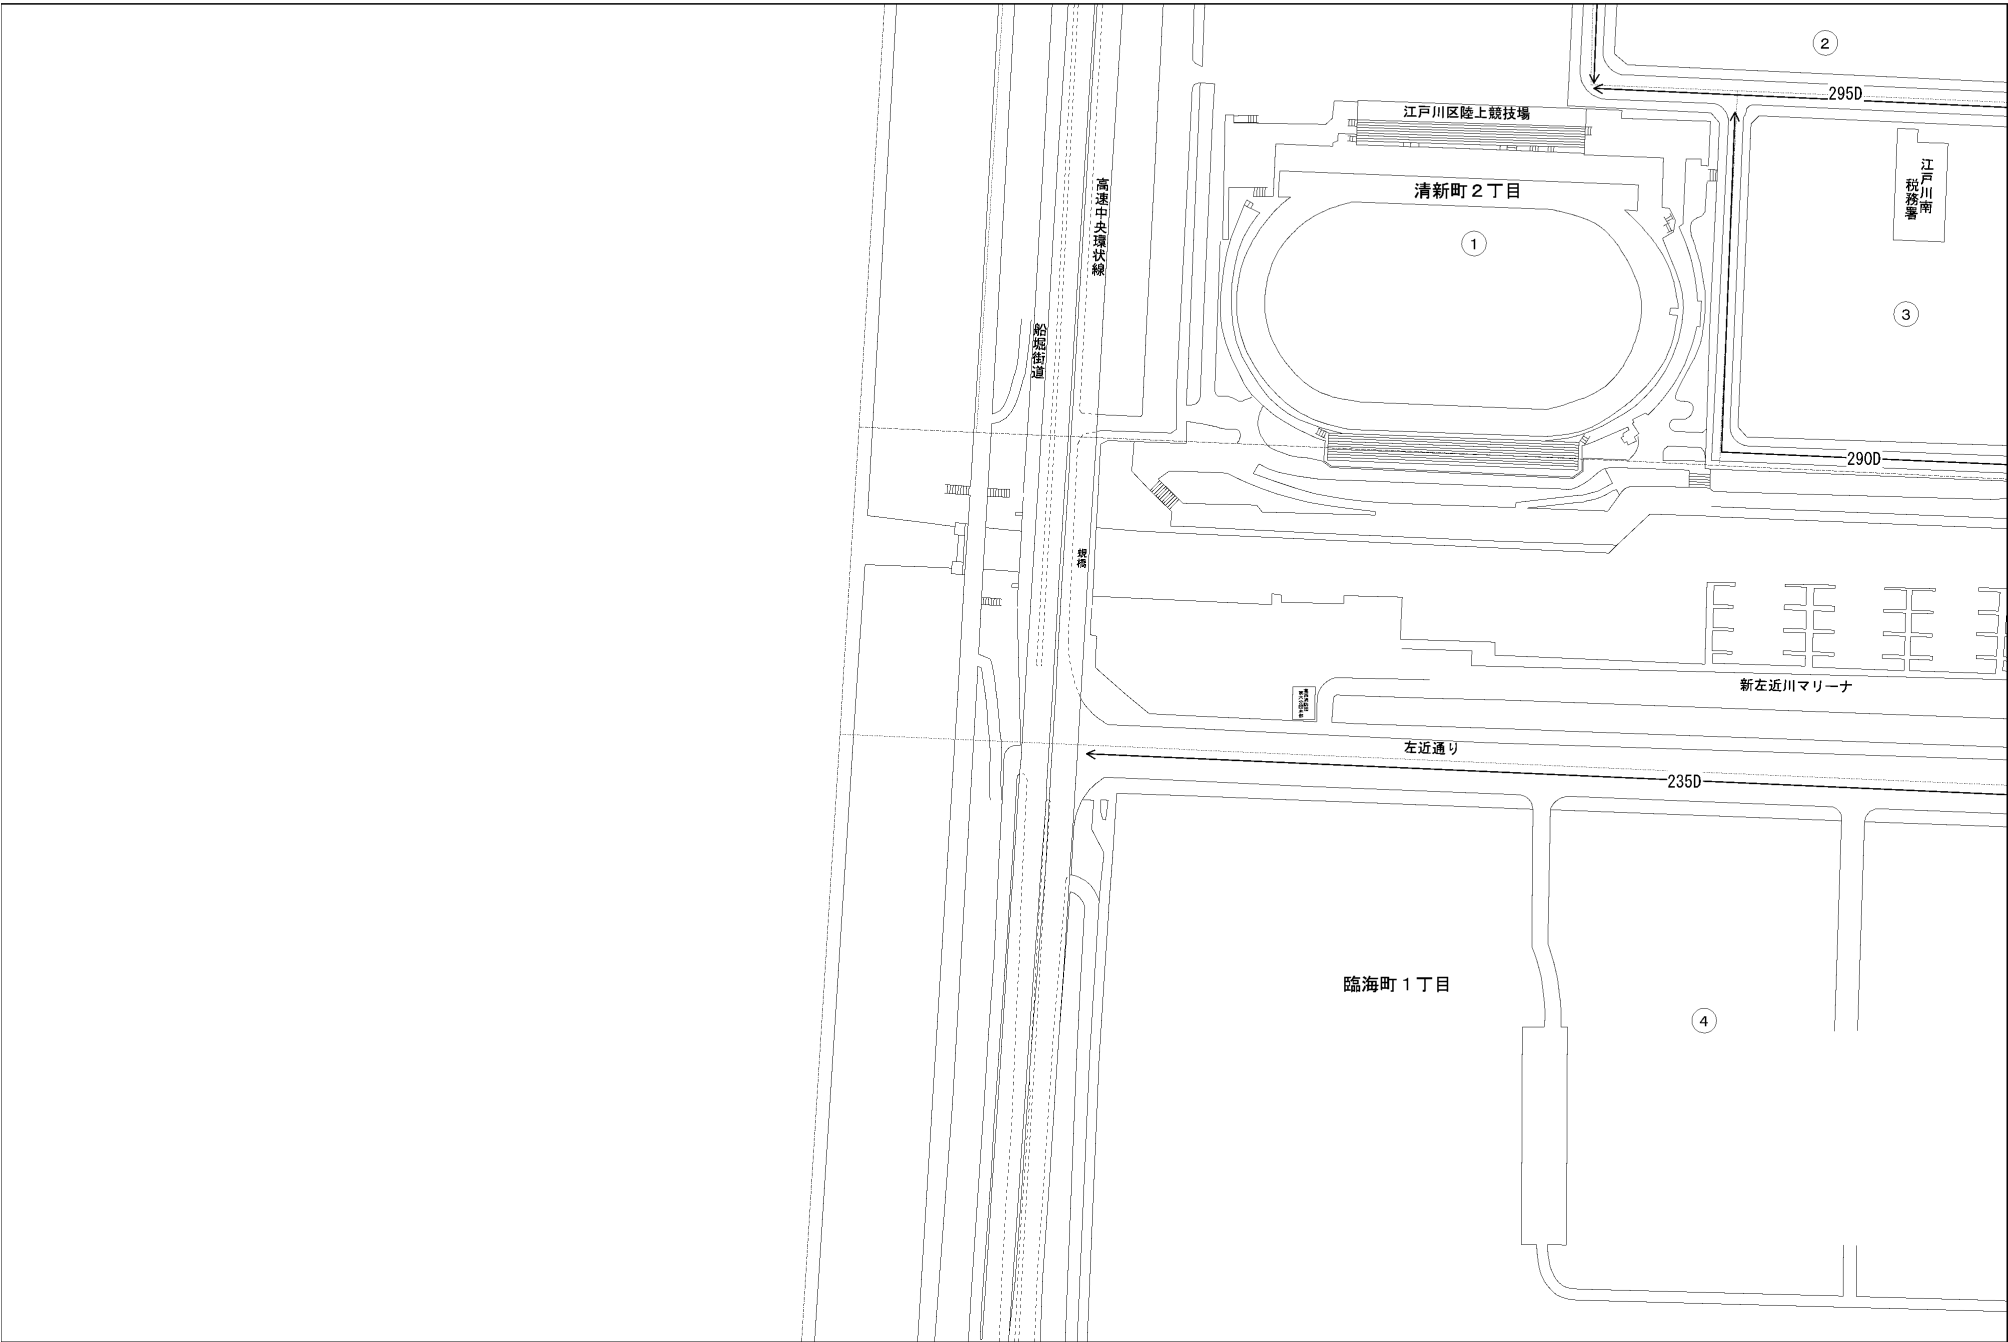 ②
295D
江戸川区陸上競技場
江戸川南
税務署
高速中央環状線
清新町2丁目
①
③
船堀街道
290D
蜆橋
新左近川マリーナ
左近通り
235D
臨海町1丁目
④